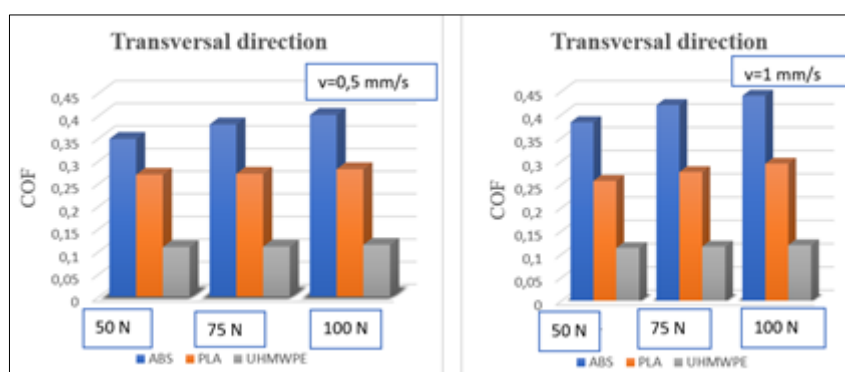 Transversal direction
v=0,5 mm/s
0,45
0,4
0,35
0,3
0,25
0,2
0,15
0,1
0,05
0
COF
50 N
75 N
100 N
ABS PLA UHMWPE
Transversal direction
v=1 mm/s
0,45
0,4
0,35
0,3
0,25
0,2
0,15
0,1
0,05
0
COF
50 N
75 N
100 N
ABS PLA UHMWPE